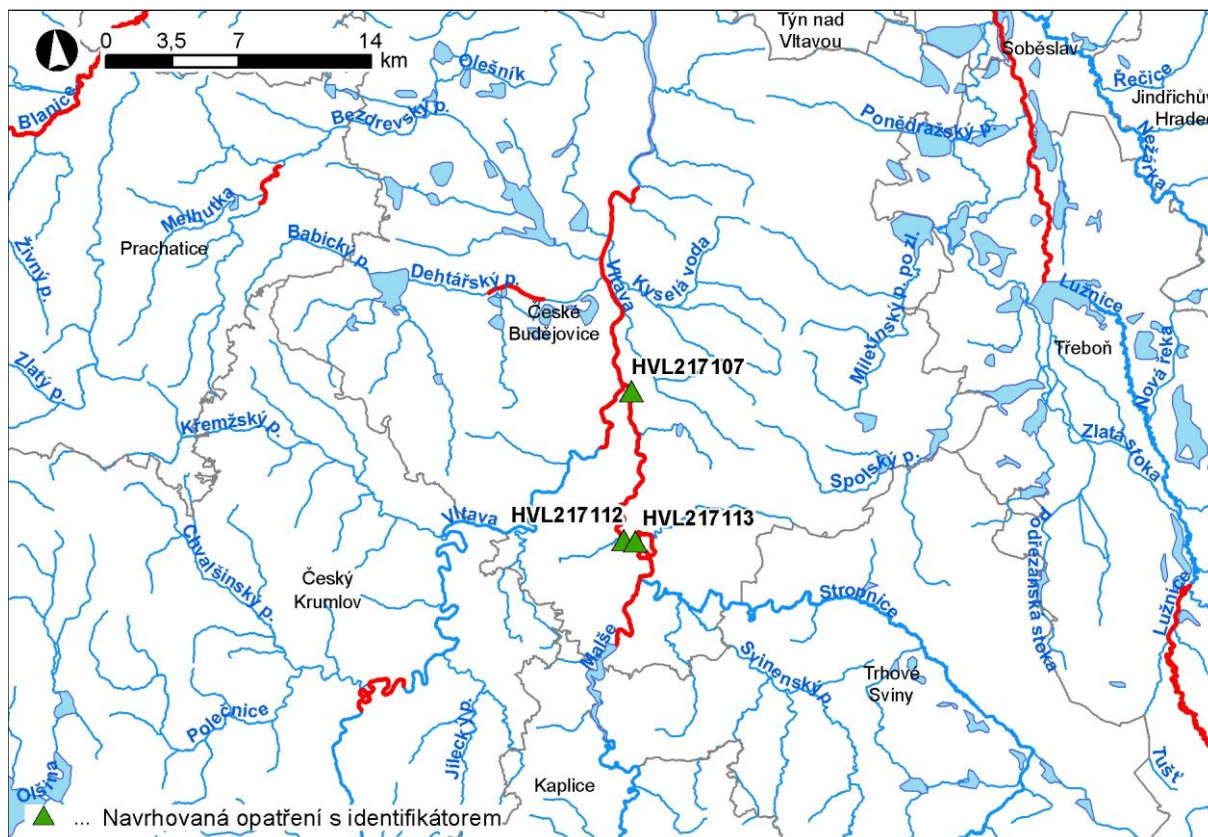 0 3,5 7 14
km
Týn nad
Vltavou
Soběslav
Řečice
Jindřichův
Hradec
Nežárka
Olešník
Blanice
Bezdrevský p.
Ponědražský p.
Melhutka
Prachatice
Živný p.
Babický p.
Dehtářský p.
Vltava
Kyselá voda
České
Budějovice
Miletínský p. po zl.
Lužnice
Třeboň
Nová řeka
Zlatý p.
HVL217107
Křemžský p.
Zlatá stoka
Spolský p.
Vltava
HVL217112
HVL217113
Chvalšinský p.
Český
Krumlov
Stropnice
Podřezanská stoka
Lužnice
Malše
Svinenský p.
Trhové
Sviny
Polečnice
Jílecký p.
Tušť
Olšina
Kaplice
... Navrhovaná opatření s identifikátorem